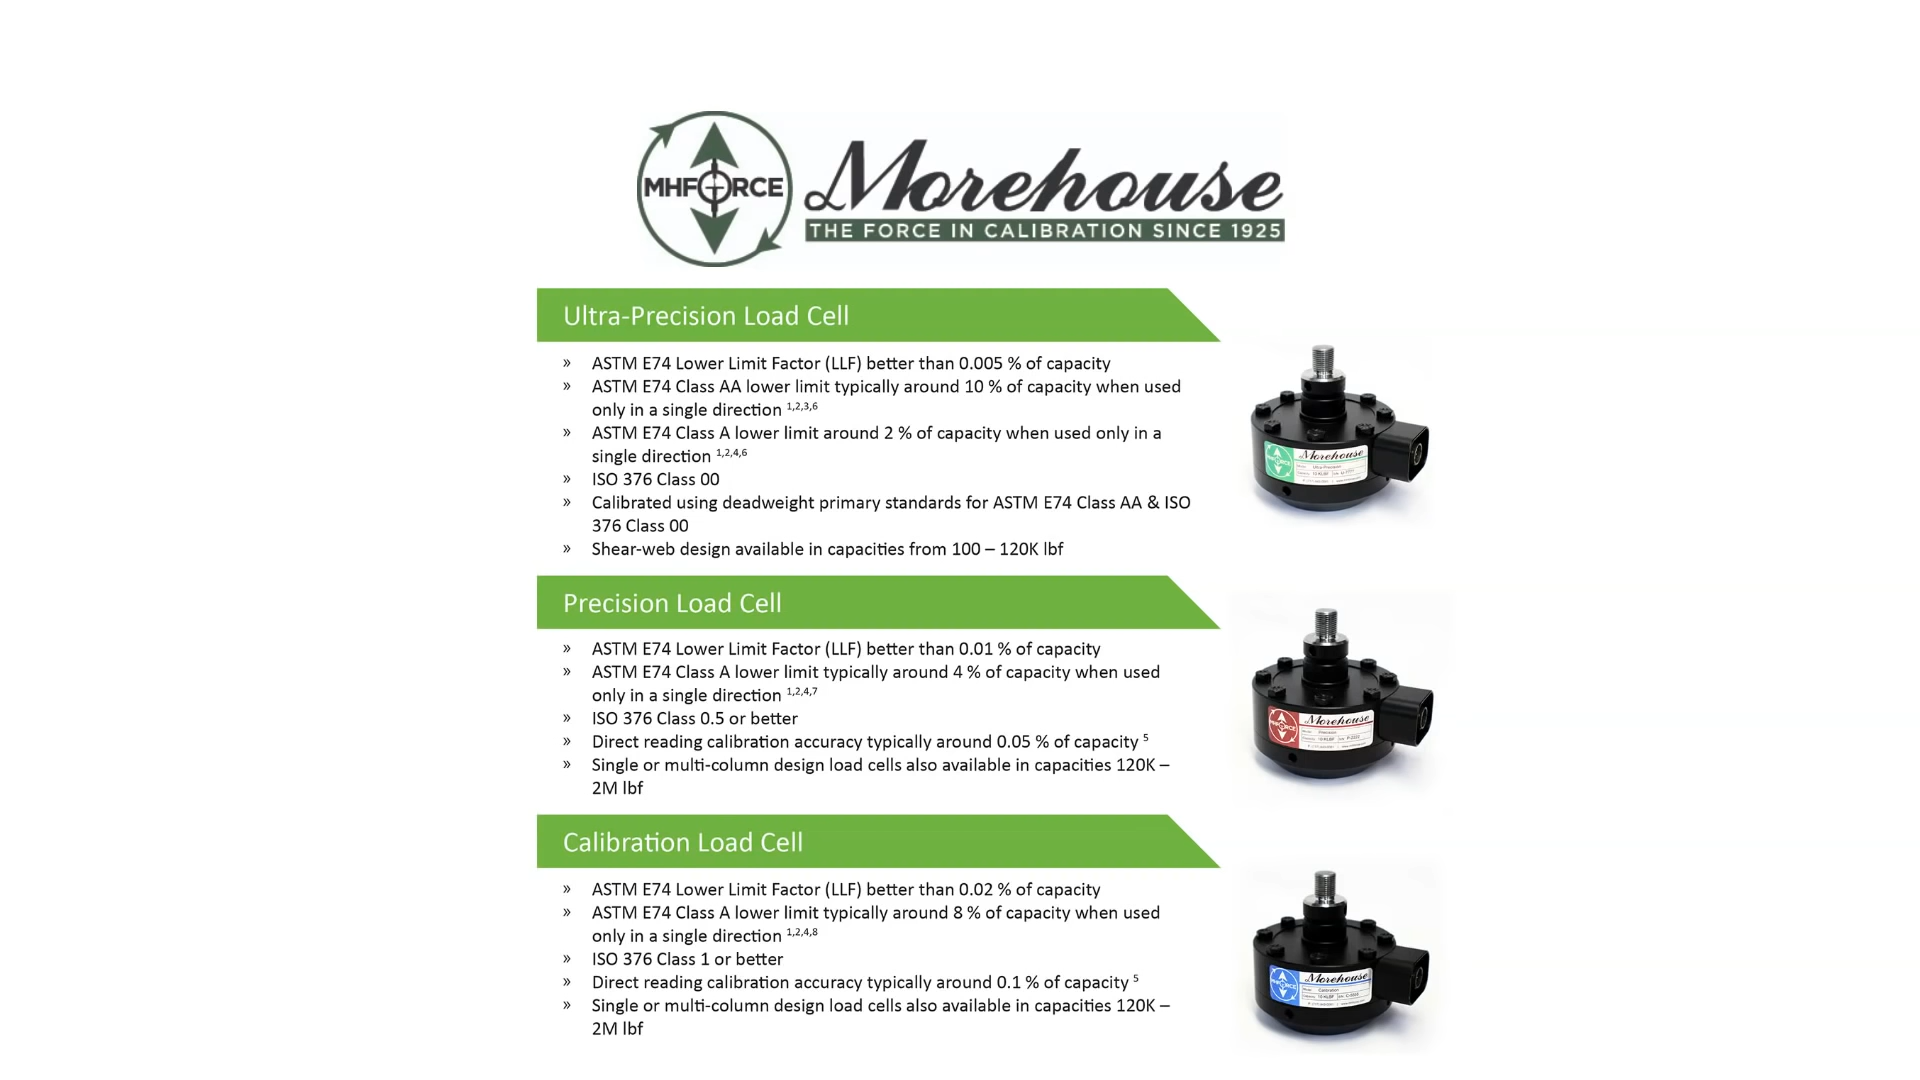 MHFORCE
Morehouse
THE FORCE IN CALIBRATION SINCE 1925
Ultra-Precision Load Cell
» ASTM E74 Lower Limit Factor (LLF) better than 0.005 % of capacity
» ASTM E74 Class AA lower limit typically around 10 % of capacity when used
only in a single direction 1,2,3,6
» ASTM E74 Class A lower limit around 2 % of capacity when used only in a
single direction 1,2,4,6
» ISO 376 Class 00
» Calibrated using deadweight primary standards for ASTM E74 Class AA & ISO
376 Class 00
» Shear-web design available in capacities from 100 – 120K lbf
MHFORCE
Morehouse
Ultra-Precision
Precision Load Cell
» ASTM E74 Lower Limit Factor (LLF) better than 0.01 % of capacity
» ASTM E74 Class A lower limit typically around 4 % of capacity when used
only in a single direction 1,2,4,7
» ISO 376 Class 0.5 or better
» Direct reading calibration accuracy typically around 0.05 % of capacity 5
» Single or multi-column design load cells also available in capacities 120K –
2M lbf
MHFORCE
Morehouse
Precision
Calibration Load Cell
» ASTM E74 Lower Limit Factor (LLF) better than 0.02 % of capacity
» ASTM E74 Class A lower limit typically around 8 % of capacity when used
only in a single direction 1,2,4,8
» ISO 376 Class 1 or better
» Direct reading calibration accuracy typically around 0.1 % of capacity 5
» Single or multi-column design load cells also available in capacities 120K –
2M lbf
MHFORCE
Morehouse
Calibration